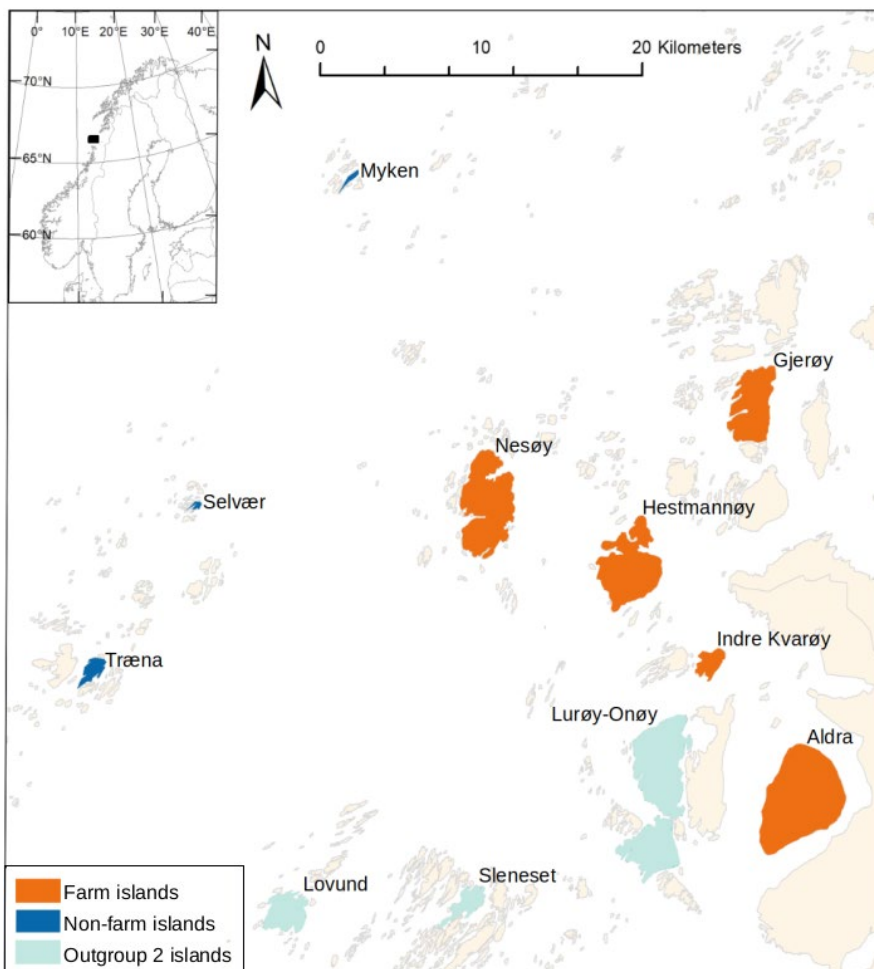 0° 10°E 20°E 30°E 40°E
70°N
65°N
60°N
N
0 10 20 Kilometers
Myken
Gjerøy
Nesøy
Selvær
Hestmannøy
Træna
Indre Kvarøy
Lurøy-Onøy
Aldra
Lovund
Sleneset
Farm islands
Non-farm islands
Outgroup 2 islands